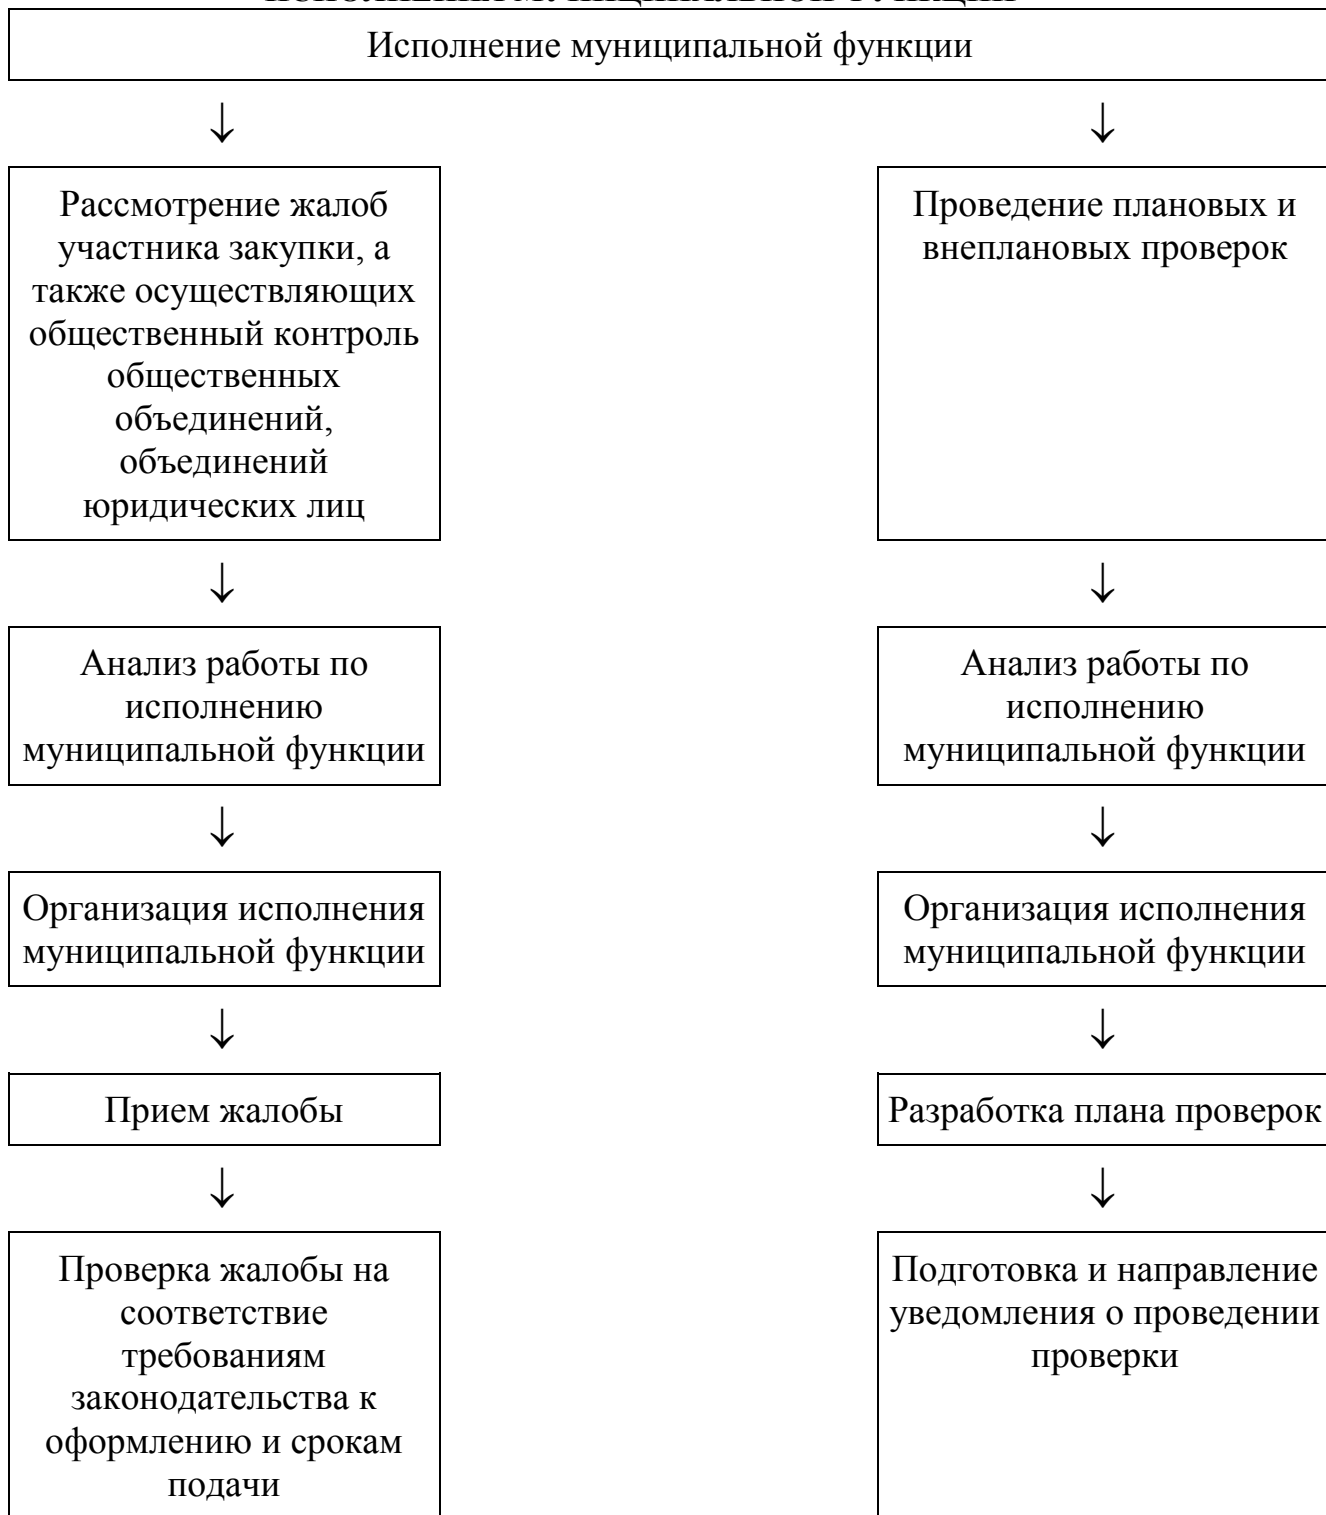 Исполнение муниципальной функции
↓
↓
Рассмотрение жалоб
участника закупки, а
также осуществляющих
общественный контроль
общественных
объединений,
объединений
юридических лиц
Проведение плановых и
внеплановых проверок
↓
↓
Анализ работы по
исполнению
муниципальной функции
Анализ работы по
исполнению
муниципальной функции
↓
↓
Организация исполнения
муниципальной функции
Организация исполнения
муниципальной функции
↓
↓
Прием жалобы
Разработка плана проверок
↓
↓
Проверка жалобы на
соответствие
требованиям
законодательства к
оформлению и срокам
подачи
Подготовка и направление
уведомления о проведении
проверки